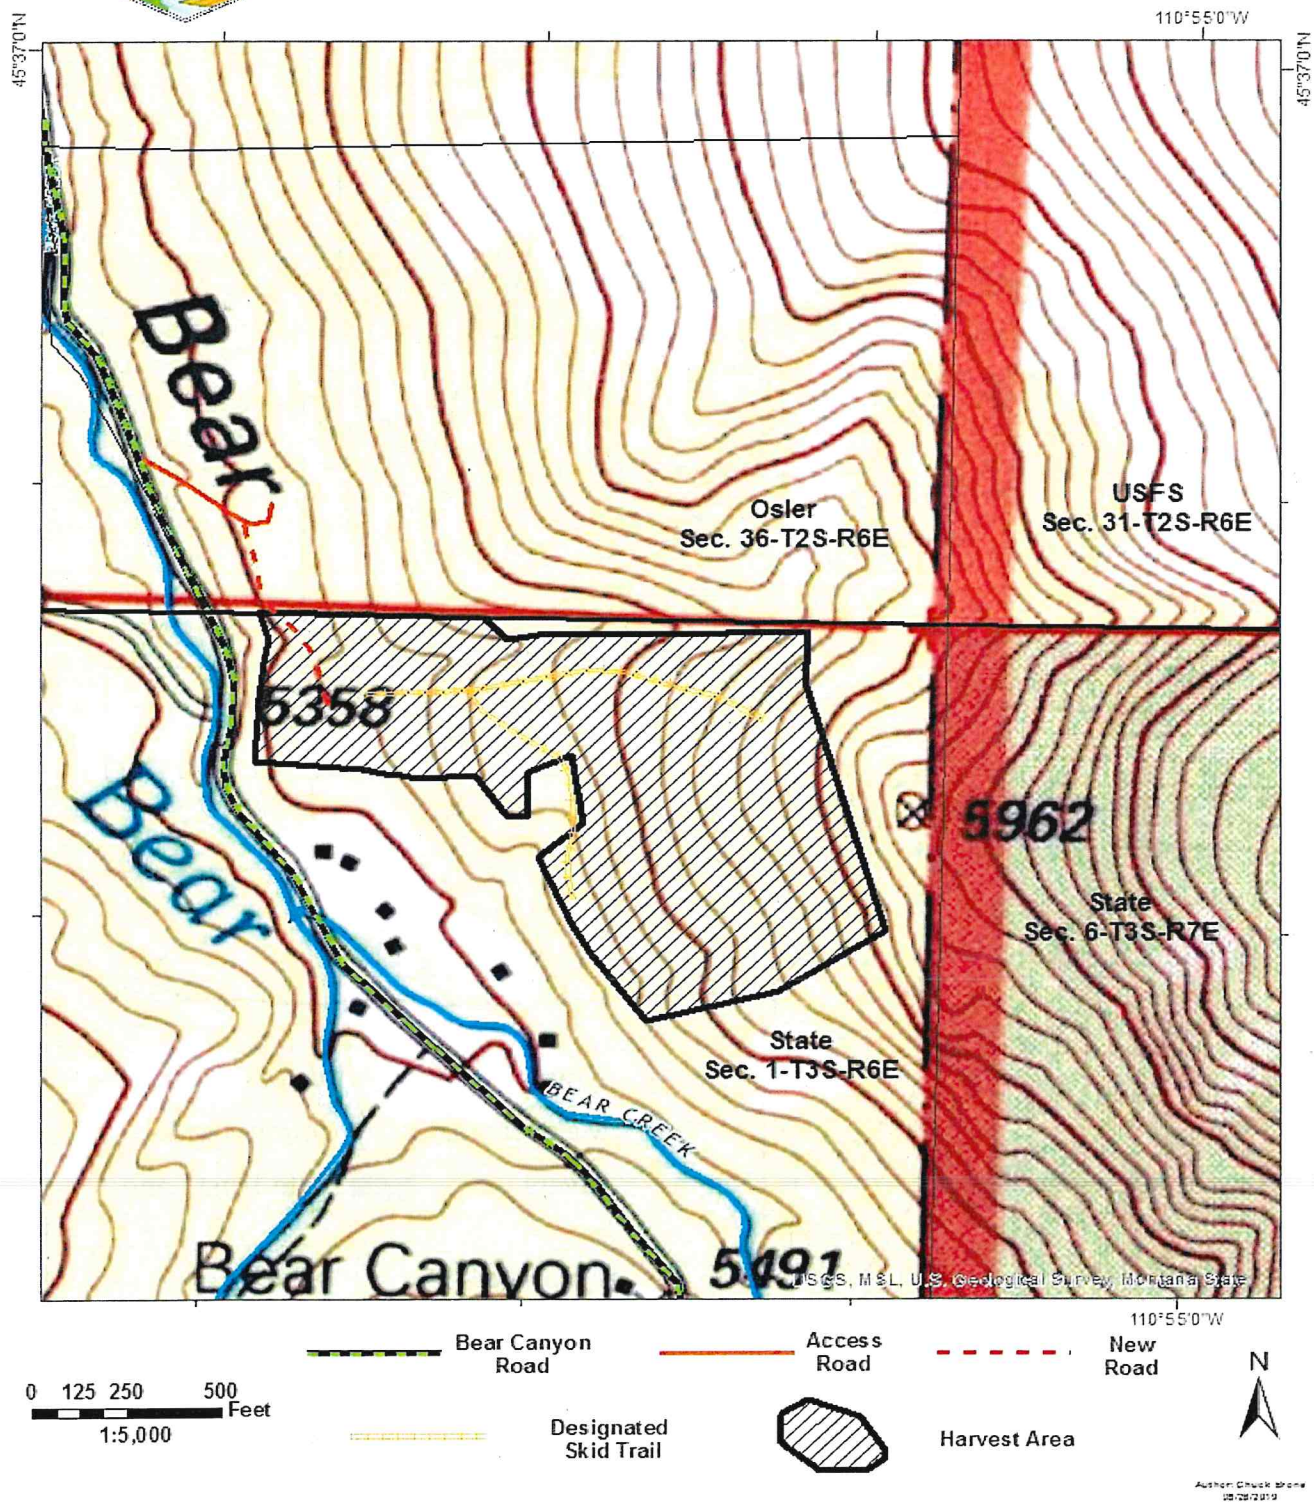 110°55'0"W
45°37'0"N
45°37'0"N
Bear
Osler
Sec. 36-T2S-R6E
USFS
Sec. 31-T2S-R6E
5358
Bear
5962
State
Sec. 6-T3S-R7E
State
Sec. 1-T3S-R6E
BEAR CREEK
Bear Canyon
5491
USGS, MSL, U.S. Geological Survey, Montana State
110°55'0"W
Bear Canyon
Road
Access
Road
New
Road
N
0 125 250 500
Feet
1:5,000
Designated
Skid Trail
Harvest Area
Author: Chuck